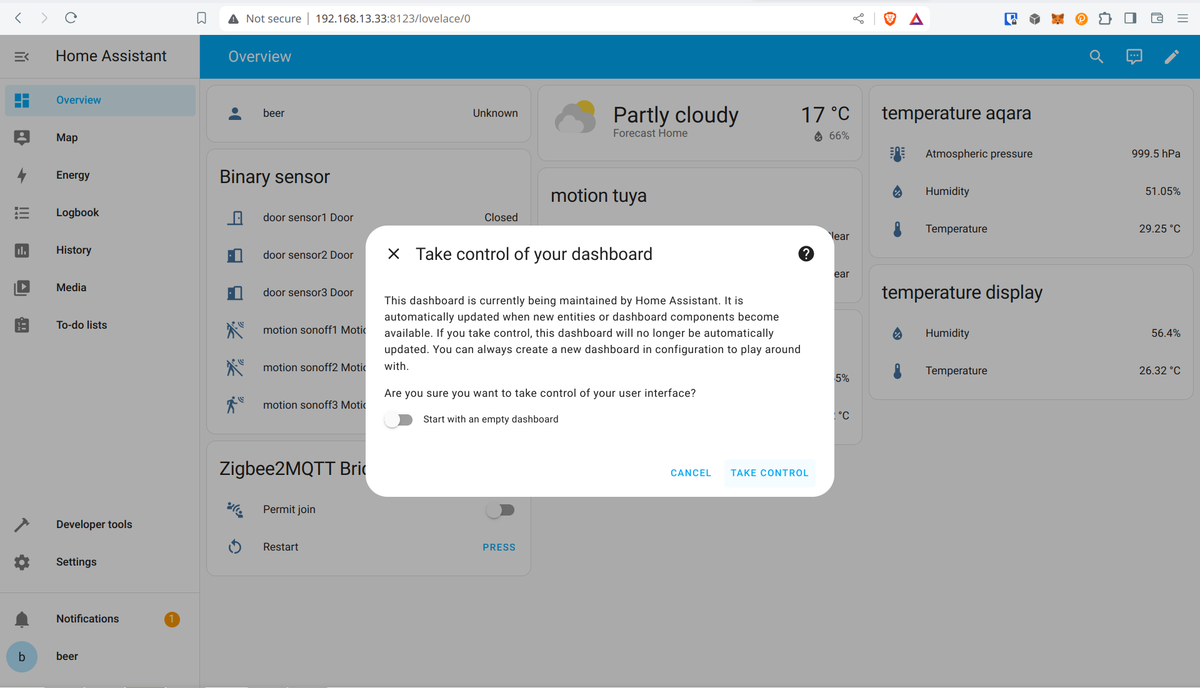 Not secure | 192.168.13.33:8123/lovelace/0
Home Assistant
Overview
Overview
Map
Energy
Logbook
History
Media
To-do lists
Developer tools
Settings
Notifications 1
b beer
beer Unknown
Binary sensor
door sensor1 Door Closed
door sensor2 Door
door sensor3 Door
motion sonoff1 Motio
motion sonoff2 Motio
motion sonoff3 Motio
Zigbee2MQTT Bri
Permit join
Restart PRESS
Partly cloudy 17 °C
Forecast Home 66%
motion tuya
lear
ear
5%
°C
temperature aqara
Atmospheric pressure 999.5 hPa
Humidity 51.05%
Temperature 29.25 °C
temperature display
Humidity 56.4%
Temperature 26.32 °C
Take control of your dashboard
This dashboard is currently being maintained by Home Assistant. It is
automatically updated when new entities or dashboard components become
available. If you take control, this dashboard will no longer be automatically
updated. You can always create a new dashboard in configuration to play around
with.
Are you sure you want to take control of your user interface?
Start with an empty dashboard
CANCEL TAKE CONTROL